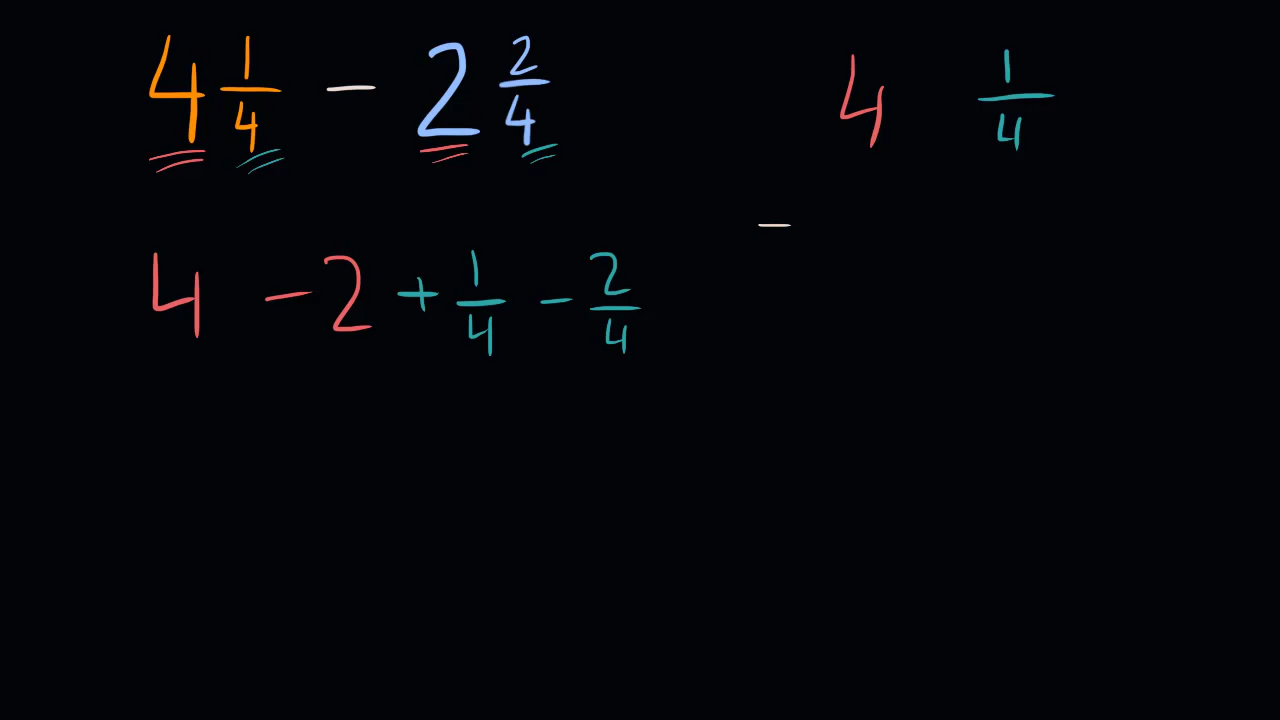 4 1/4 − 2 2/4
4 − 2 + 1/4 − 2/4
4 1/4
−